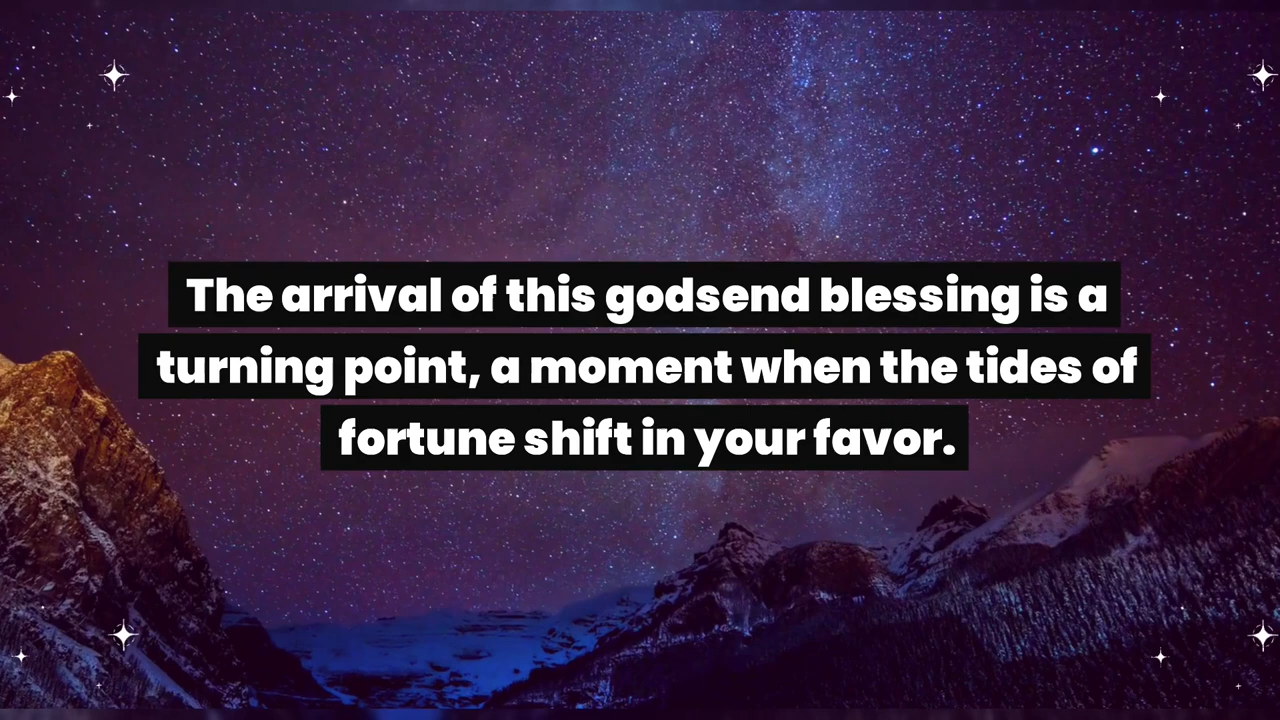 The arrival of this godsend blessing is a
turning point, a moment when the tides of
fortune shift in your favor.